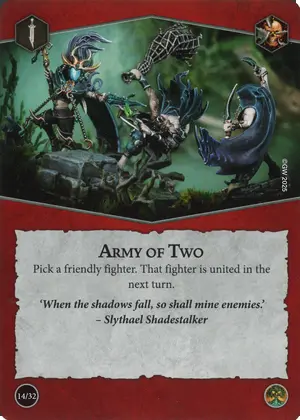 ©GW 2025
ARMY OF TWO
Pick a friendly fighter. That fighter is united in the
next turn.
‘When the shadows fall, so shall mine enemies.’
– Slythael Shadestalker
14/32